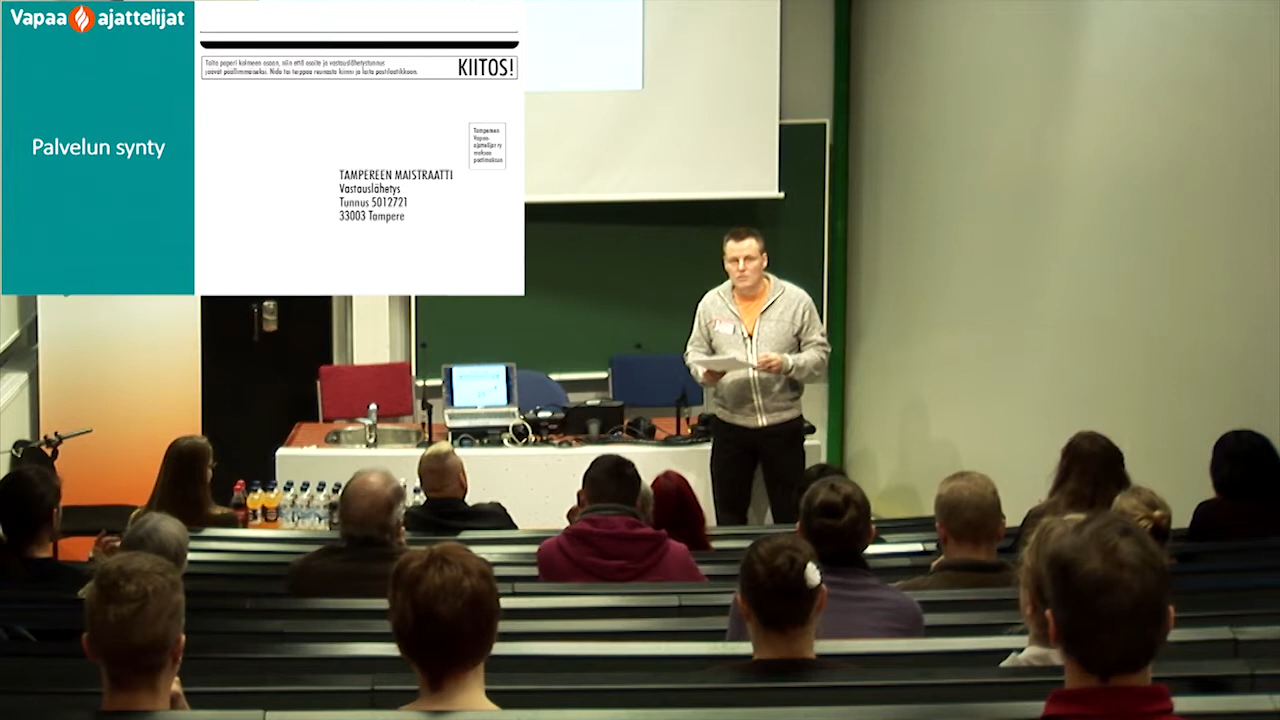 Vapaa ajattelijat
Palvelun synty
Taita paperi kolmeen osaan, niin että osoite ja vastauslähetystunnus
jäävät päällimmäiseksi. Nido tai teippaa reunasta kiinni ja laita postilaatikkoon.
KIITOS!
Tampereen
Vapaa-
ajattelijat ry
maksaa
postimaksun
TAMPEREEN MAISTRAATTI
Vastauslähetys
Tunnus 5012721
33003 Tampere